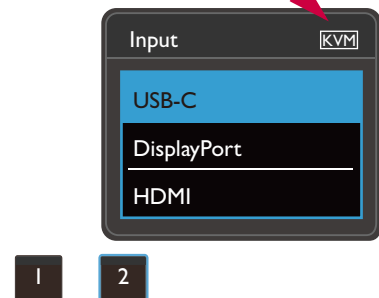 Input KVM
USB-C
DisplayPort
HDMI
1 2